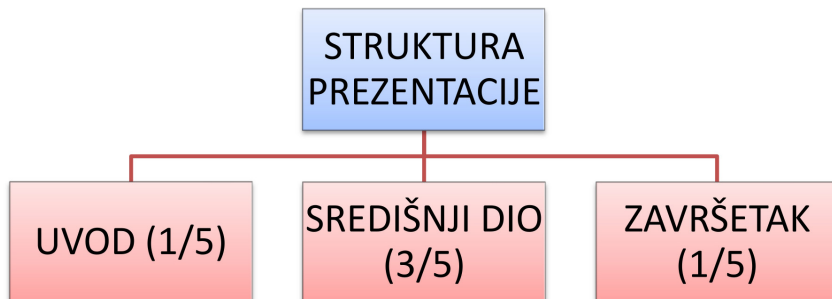 STRUKTURA
PREZENTACIJE
UVOD (1/5)
SREDIŠNJI DIO
(3/5)
ZAVRŠETAK
(1/5)